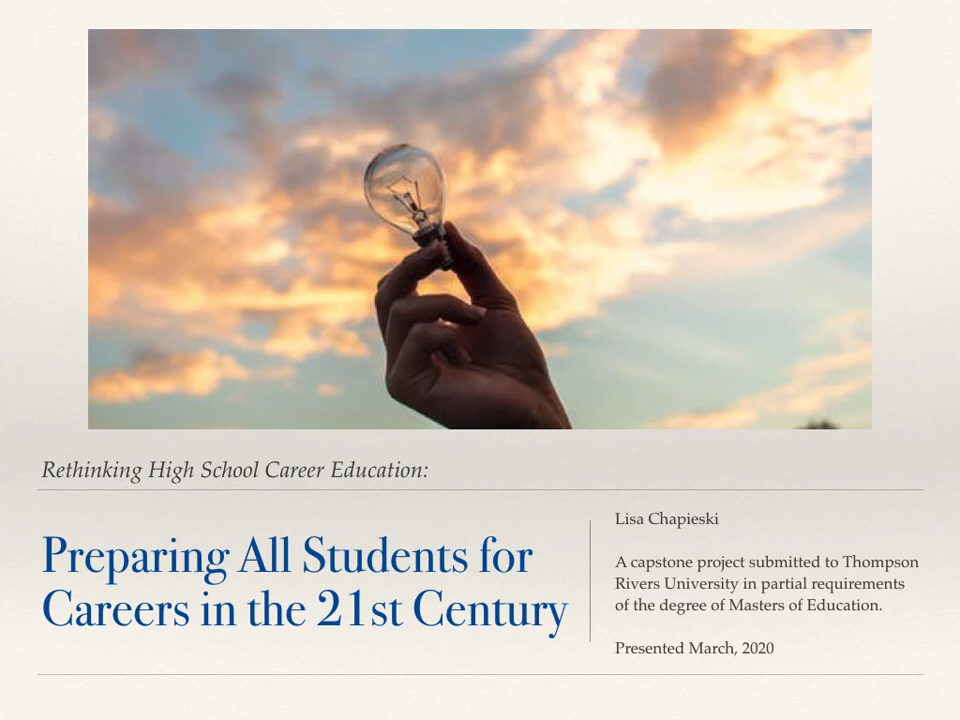 Rethinking High School Career Education:
Preparing All Students for
Careers in the 21st Century
Lisa Chapieski
A capstone project submitted to Thompson
Rivers University in partial requirements
of the degree of Masters of Education.
Presented March, 2020